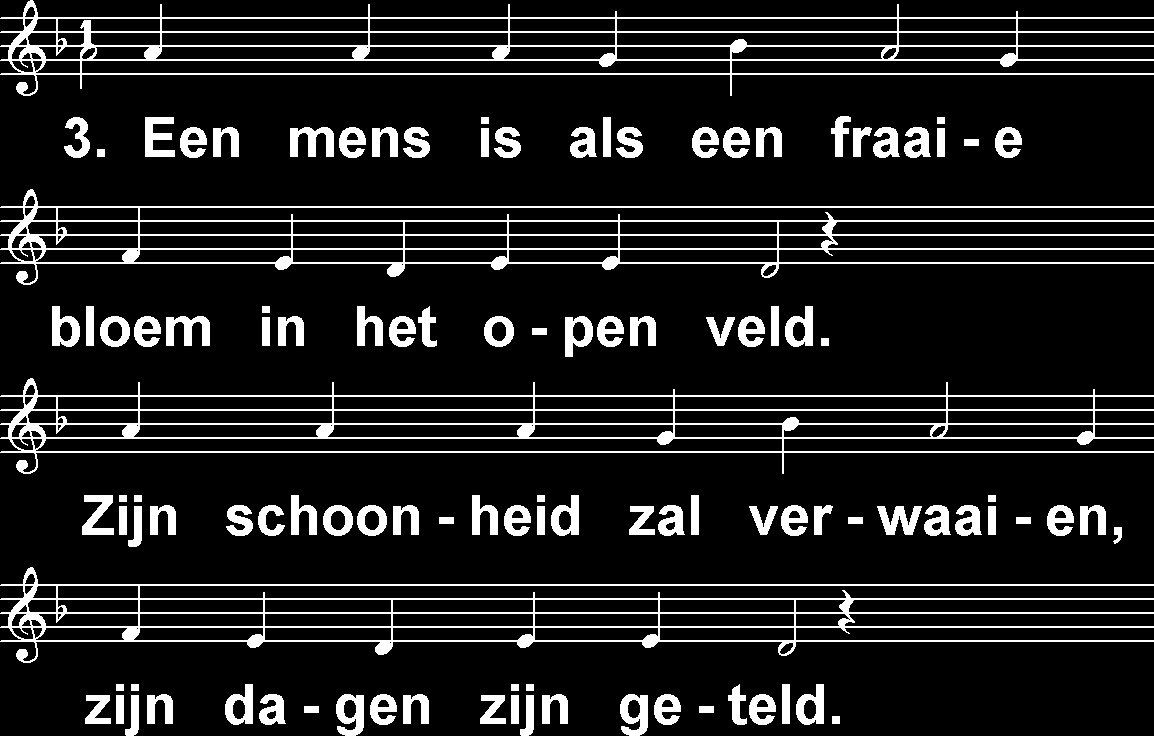 1
3. Een mens is als een fraai - e
bloem in het o - pen veld.
Zijn schoon - heid zal ver - waai - en,
zijn da - gen zijn ge - teld.